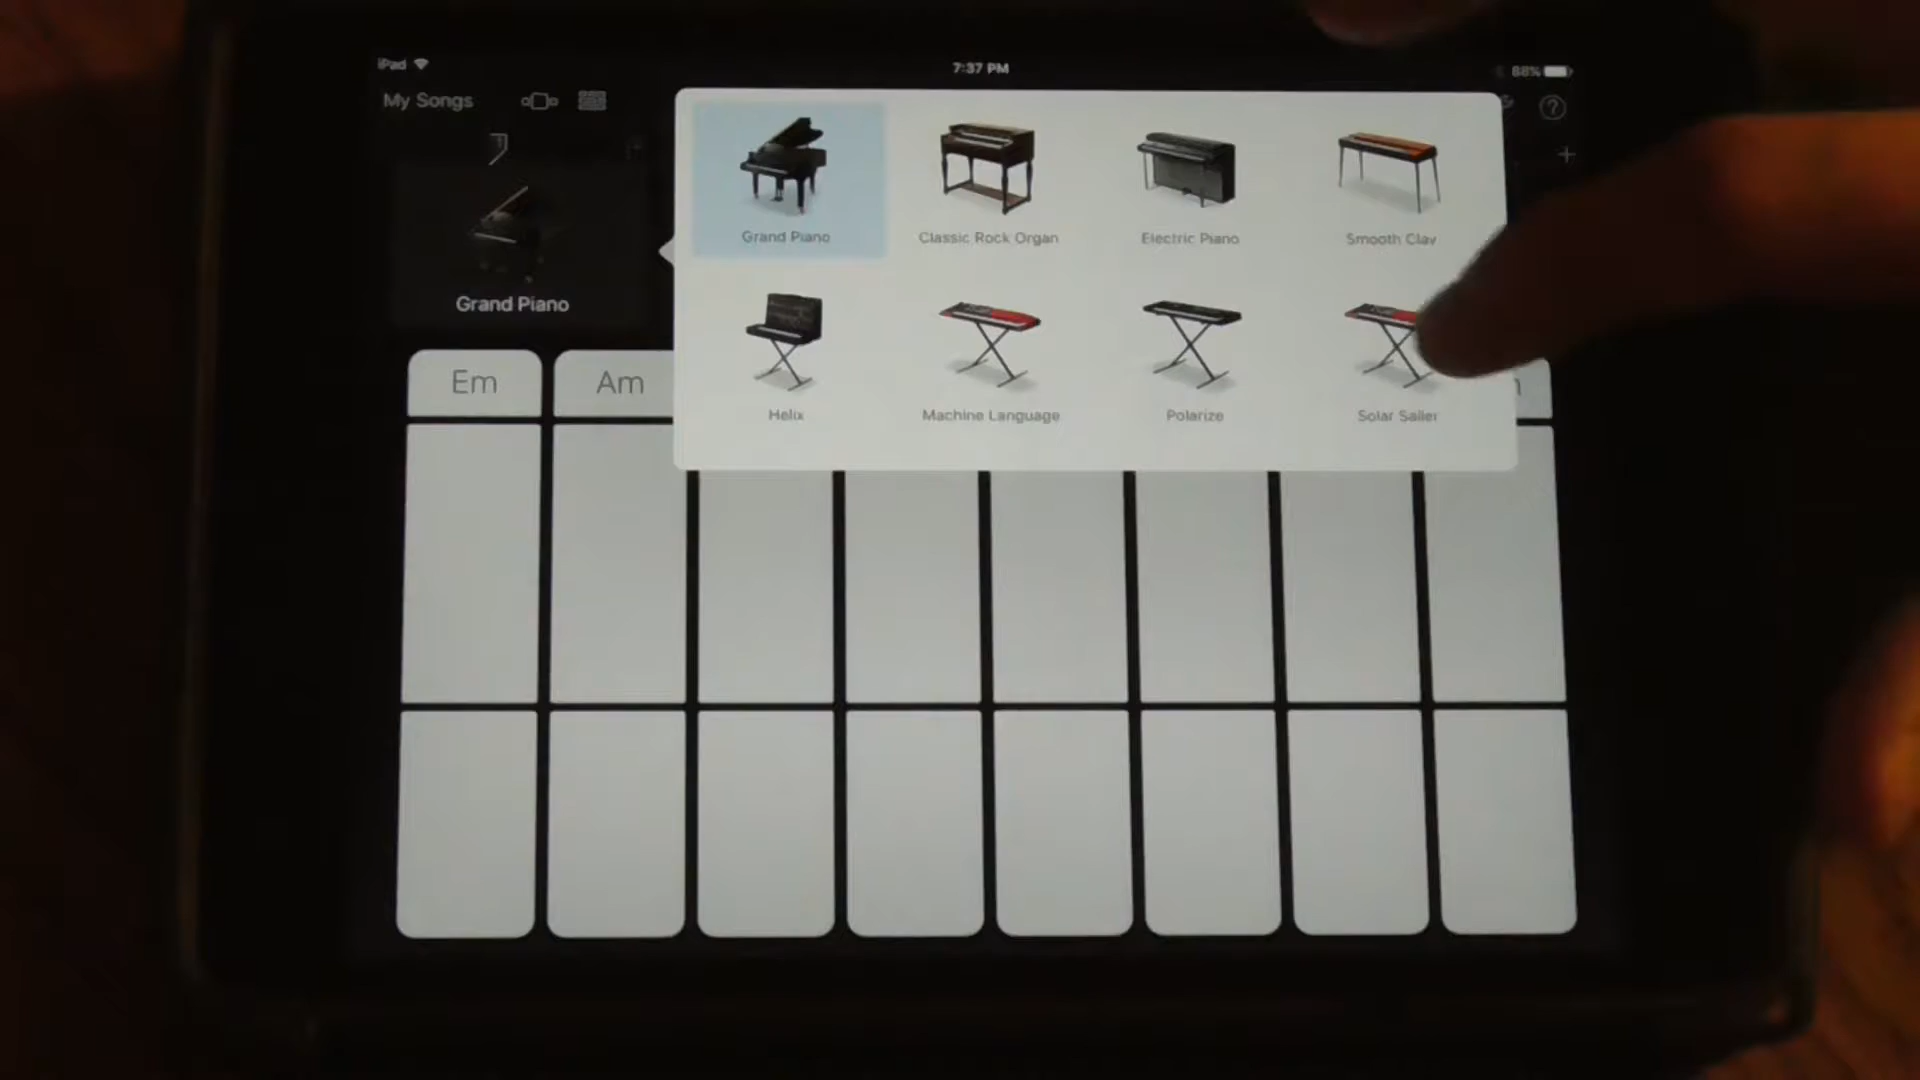 iPad
7:37 PM
88%
My Songs
?
Grand Piano
Grand Piano
Classic Rock Organ
Electric Piano
Smooth Clav
Helix
Machine Language
Polarize
Solar Sailer
Em
Am